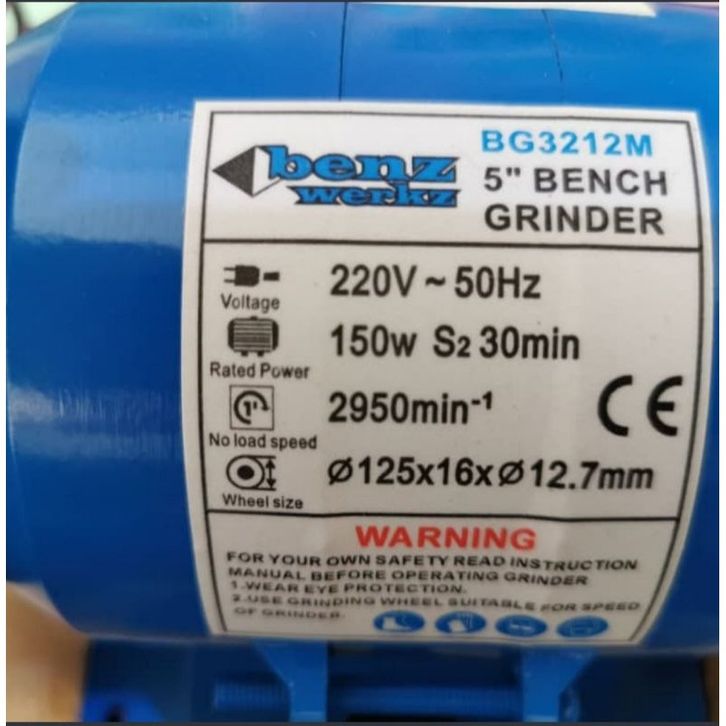 benz
werkz
BG3212M
5" BENCH
GRINDER
Voltage
220V ~ 50Hz
Rated Power
150w S2 30min
No load speed
2950min-1
CE
Wheel size
Ø125x16xØ12.7mm
WARNING
FOR YOUR OWN SAFETY READ INSTRUCTION
MANUAL BEFORE OPERATING GRINDER
1.WEAR EYE PROTECTION.
2.USE GRINDING WHEEL SUITABLE FOR SPEED
OF GRINDER.